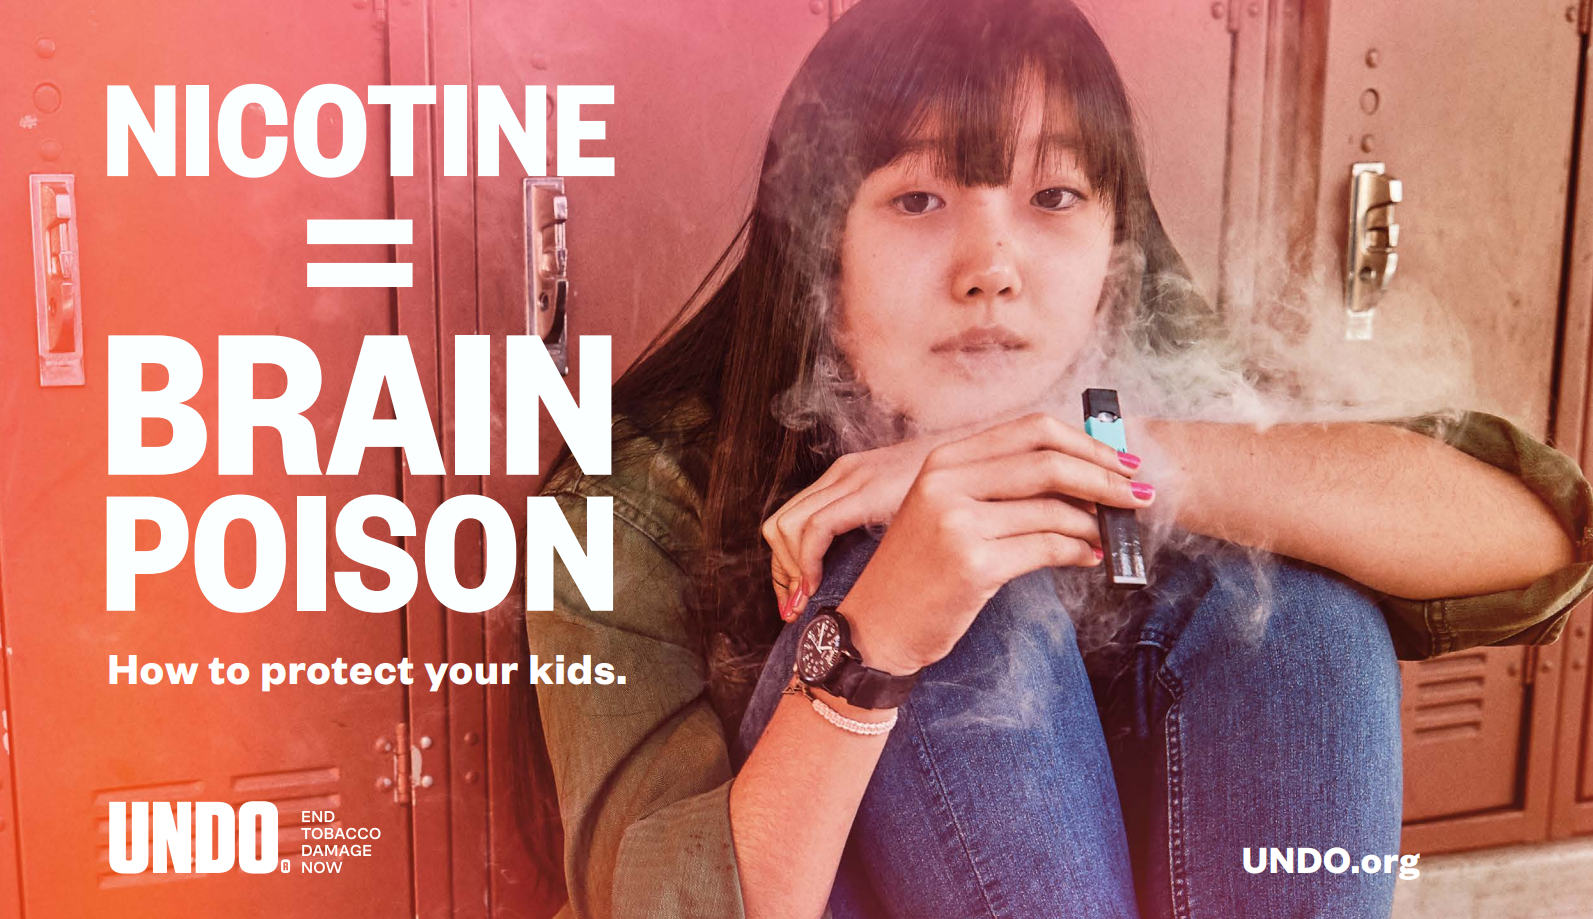 NICOTINE
=
BRAIN
POISON
How to protect your kids.
UNDO.
END
TOBACCO
DAMAGE
NOW
UNDO.org